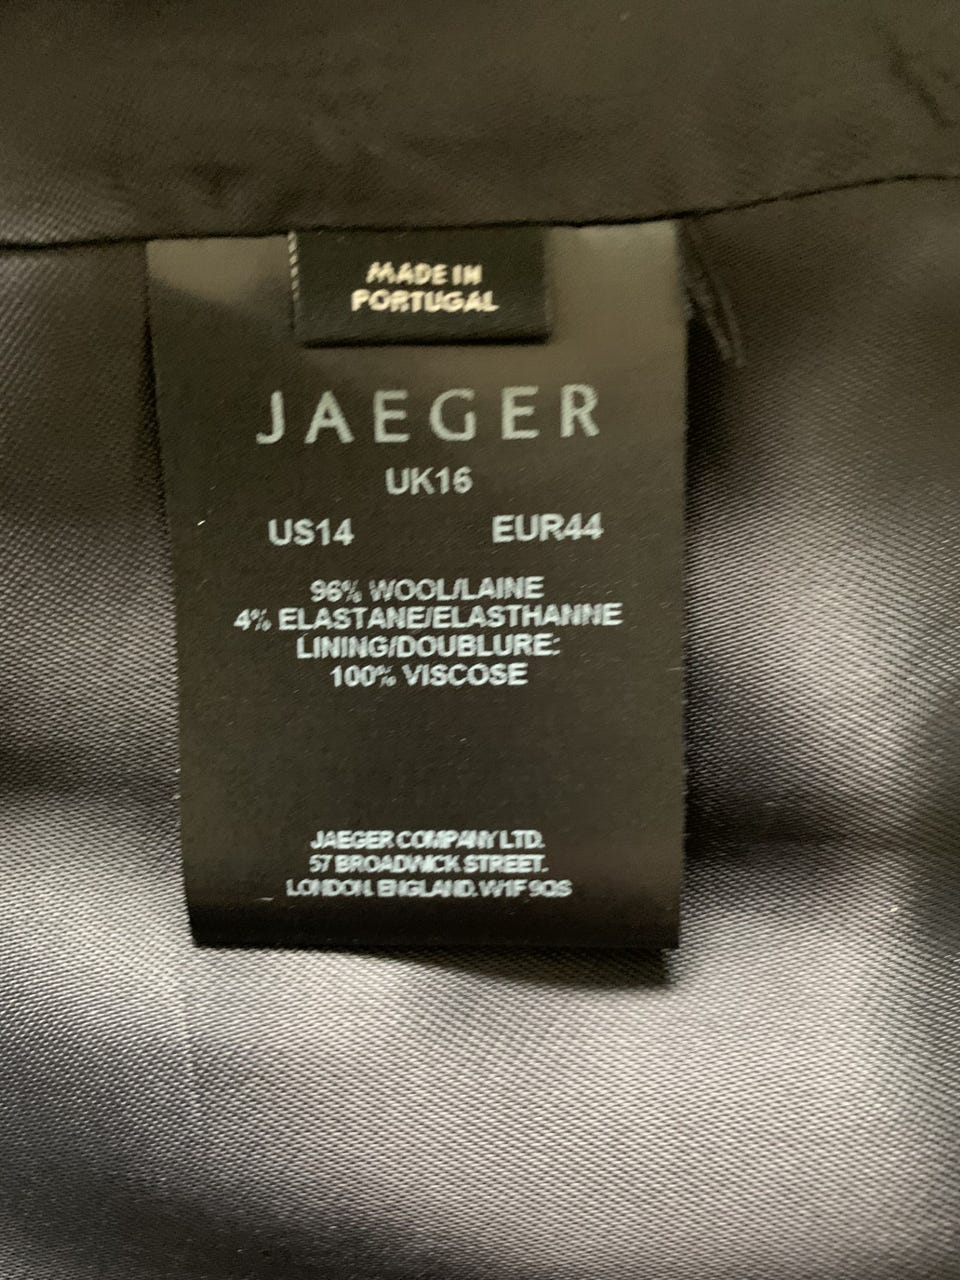 MADE IN
PORTUGAL
JAEGER
UK16
US14 EUR44
96% WOOL/LAINE
4% ELASTANE/ELASTHANNE
LINING/DOUBLURE:
100% VISCOSE
JAEGER COMPANY LTD.
57 BROADWICK STREET.
LONDON. ENGLAND. W1F 9QS